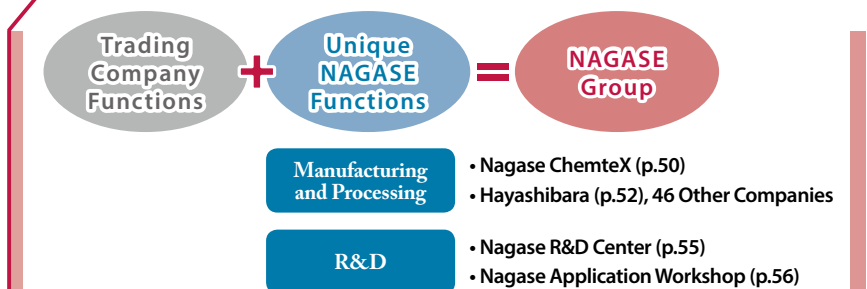 Trading
Company
Functions
+
Unique
NAGASE
Functions
=
NAGASE
Group
Manufacturing
and Processing
• Nagase ChemteX (p.50)
• Hayashibara (p.52), 46 Other Companies
R&D
• Nagase R&D Center (p.55)
• Nagase Application Workshop (p.56)